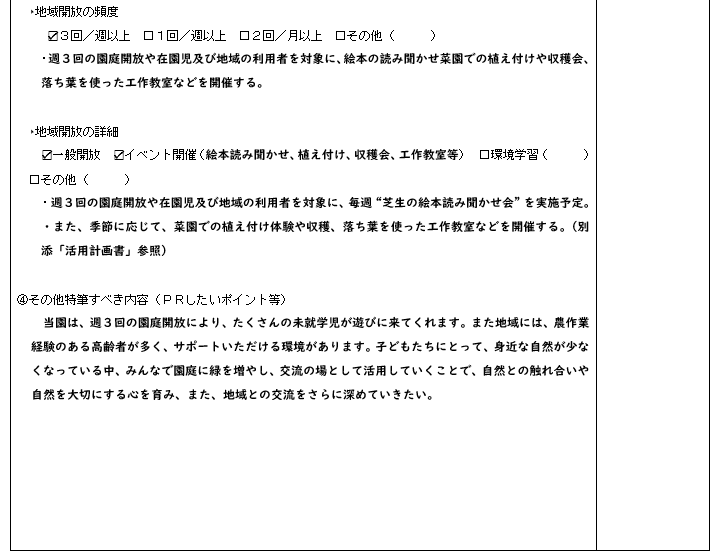 ‣地域開放の頻度
☑３回／週以上　□１回／週以上　□２回／月以上　□その他（　　　）
・週３回の園庭開放や在園児及び地域の利用者を対象に、絵本の読み聞かせ菜園での植え付けや収穫会、
落ち葉を使った工作教室などを開催する。
‣地域開放の詳細
☑一般開放　☑イベント開催（絵本読み聞かせ、植え付け、収穫会、工作教室等）　□環境学習（　　　）
□その他（　　　）
・週３回の園庭開放や在園児及び地域の利用者を対象に、毎週“芝生の絵本読み聞かせ会”を実施予定。
・また、季節に応じて、菜園での植え付け体験や収穫、落ち葉を使った工作教室などを開催する。（別
添「活用計画書」参照）
④その他特筆すべき内容（ＰＲしたいポイント等）
当園は、週３回の園庭開放により、たくさんの未就学児が遊びに来てくれます。また地域には、農作業
経験のある高齢者が多く、サポートいただける環境があります。子どもたちにとって、身近な自然が少な
くなっている中、みんなで園庭に緑を増やし、交流の場として活用していくことで、自然との触れ合いや
自然を大切にする心を育み、また、地域との交流をさらに深めていきたい。